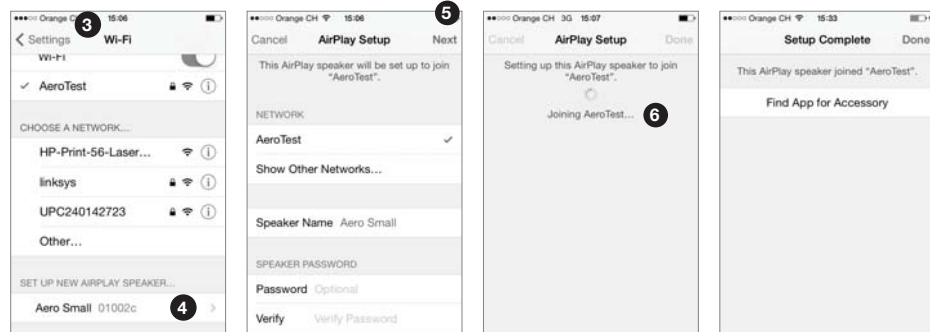 Orange CH 15:06
3
Settings Wi-Fi
Wi-Fi
AeroTest
CHOOSE A NETWORK...
HP-Print-56-Laser...
linksys
UPC240142723
Other...
SET UP NEW AIRPLAY SPEAKER...
Aero Small 01002c 4
Orange CH 15:06
5
Cancel AirPlay Setup Next
This AirPlay speaker will be set up to join
“AeroTest”.
NETWORK
AeroTest
Show Other Networks...
Speaker Name Aero Small
SPEAKER PASSWORD
Password Optional
Verify Verify Password
Orange CH 3G 15:07
Cancel AirPlay Setup Done
Setting up this AirPlay speaker to join
“AeroTest”.
Joining AeroTest... 6
Orange CH 15:33
Setup Complete Done
This AirPlay speaker joined “AeroTest”.
Find App for Accessory